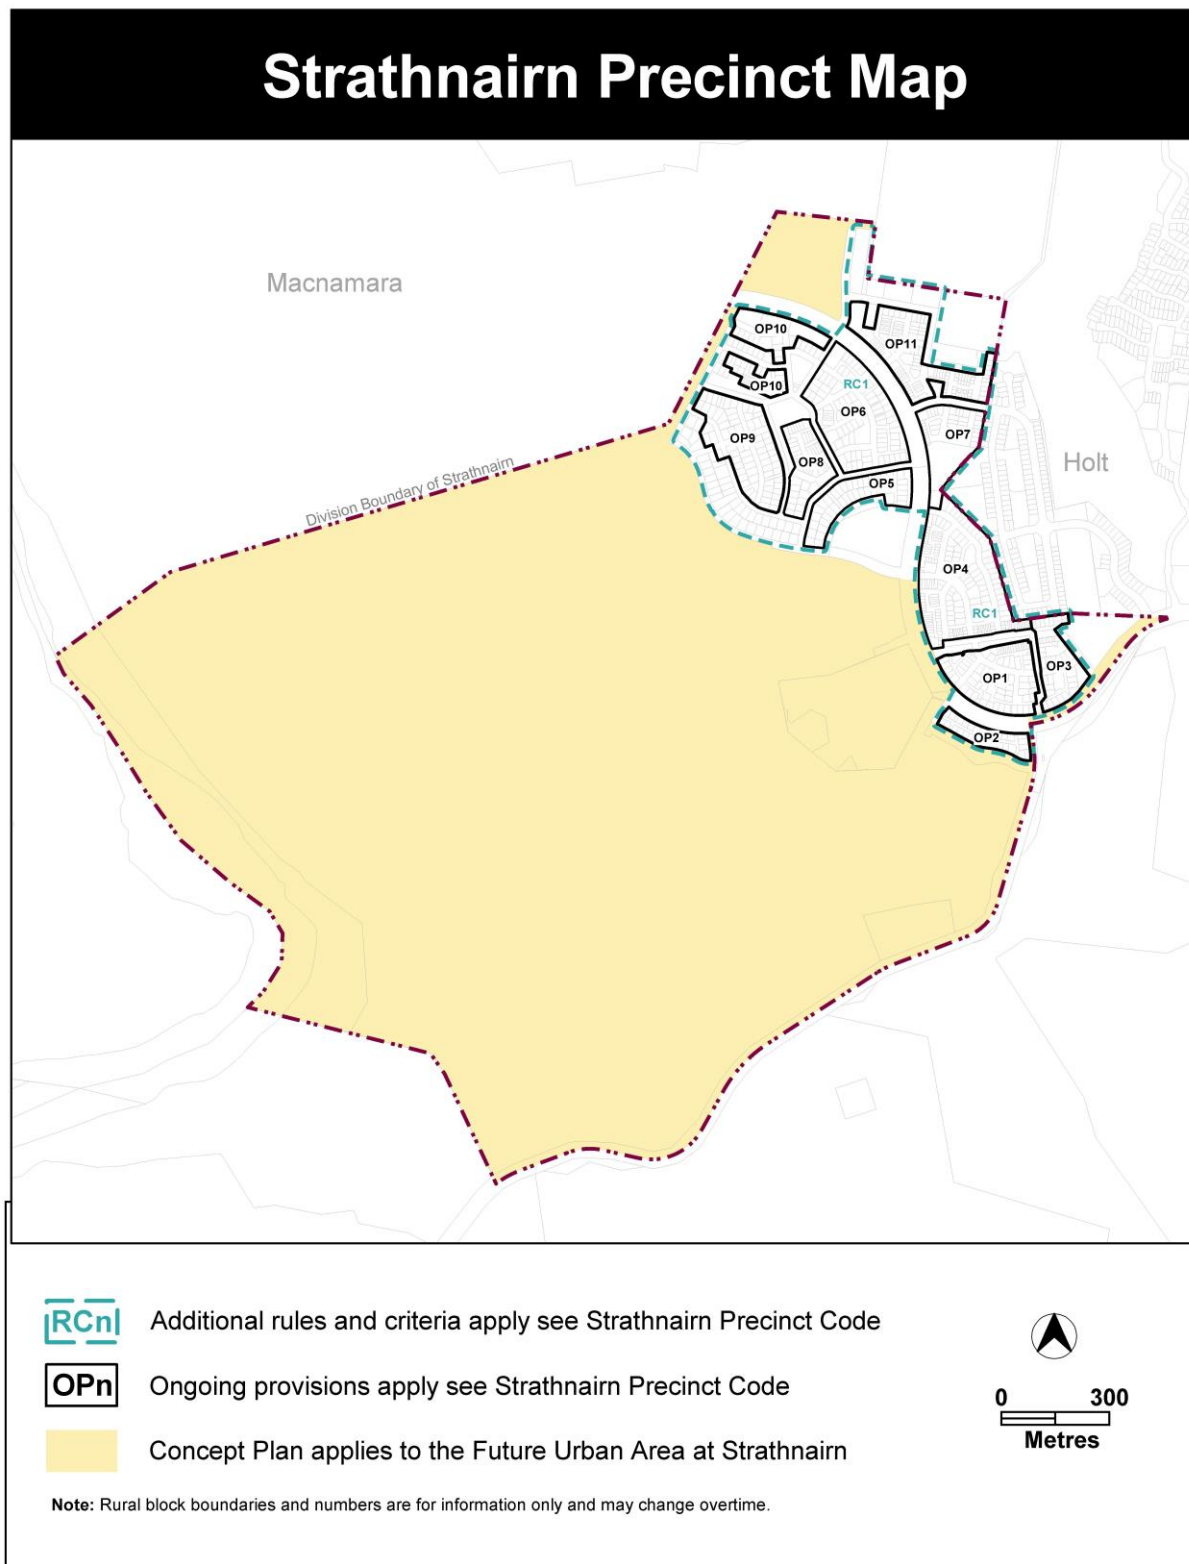 Strathnairn Precinct Map
Macnamara
OP10
OP11
OP10
RC1
OP6
OP9
OP7
OP8
Holt
Division Boundary of Strathnairn
OP5
OP4
RC1
OP3
OP1
OP2
RCn
Additional rules and criteria apply see Strathnairn Precinct Code
OPn
Ongoing provisions apply see Strathnairn Precinct Code
0 300
Metres
Concept Plan applies to the Future Urban Area at Strathnairn
Note: Rural block boundaries and numbers are for information only and may change overtime.